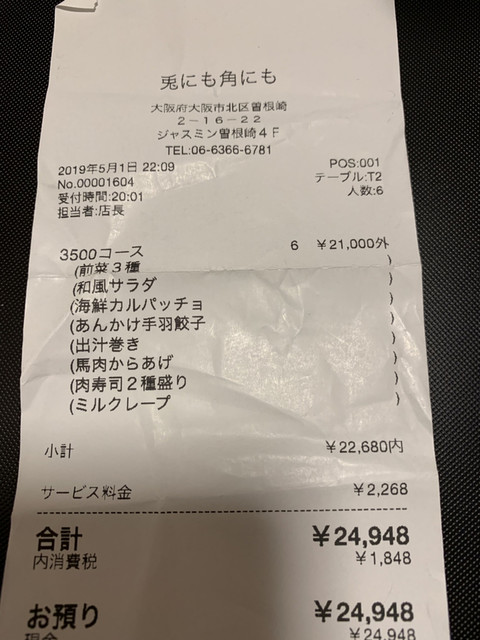 兎にも角にも
大阪府大阪市北区曽根崎
2-16-22
ジャスミン曽根崎4F
TEL:06-6366-6781
2019年5月1日 22:09 POS:001
No.00001604 テーブル:T2
受付時間:20:01 人数:6
担当者:店長
3500コース 6 ¥21,000外
(前菜3種 )
(和風サラダ )
(海鮮カルパッチョ )
(あんかけ手羽餃子 )
(出汁巻き )
(馬肉からあげ )
(肉寿司2種盛り )
(ミルクレープ )
小計 ¥22,680内
サービス料金 ¥2,268
合計 ¥24,948
内消費税 ¥1,848
お預り ¥24,948
現金 ¥24,948